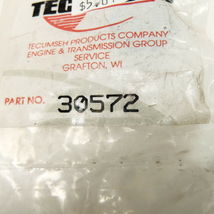 TEC
TECUMSEH PRODUCTS COMPANY
ENGINE & TRANSMISSION GROUP
SERVICE
GRAFTON, WI
PART NO. 30572